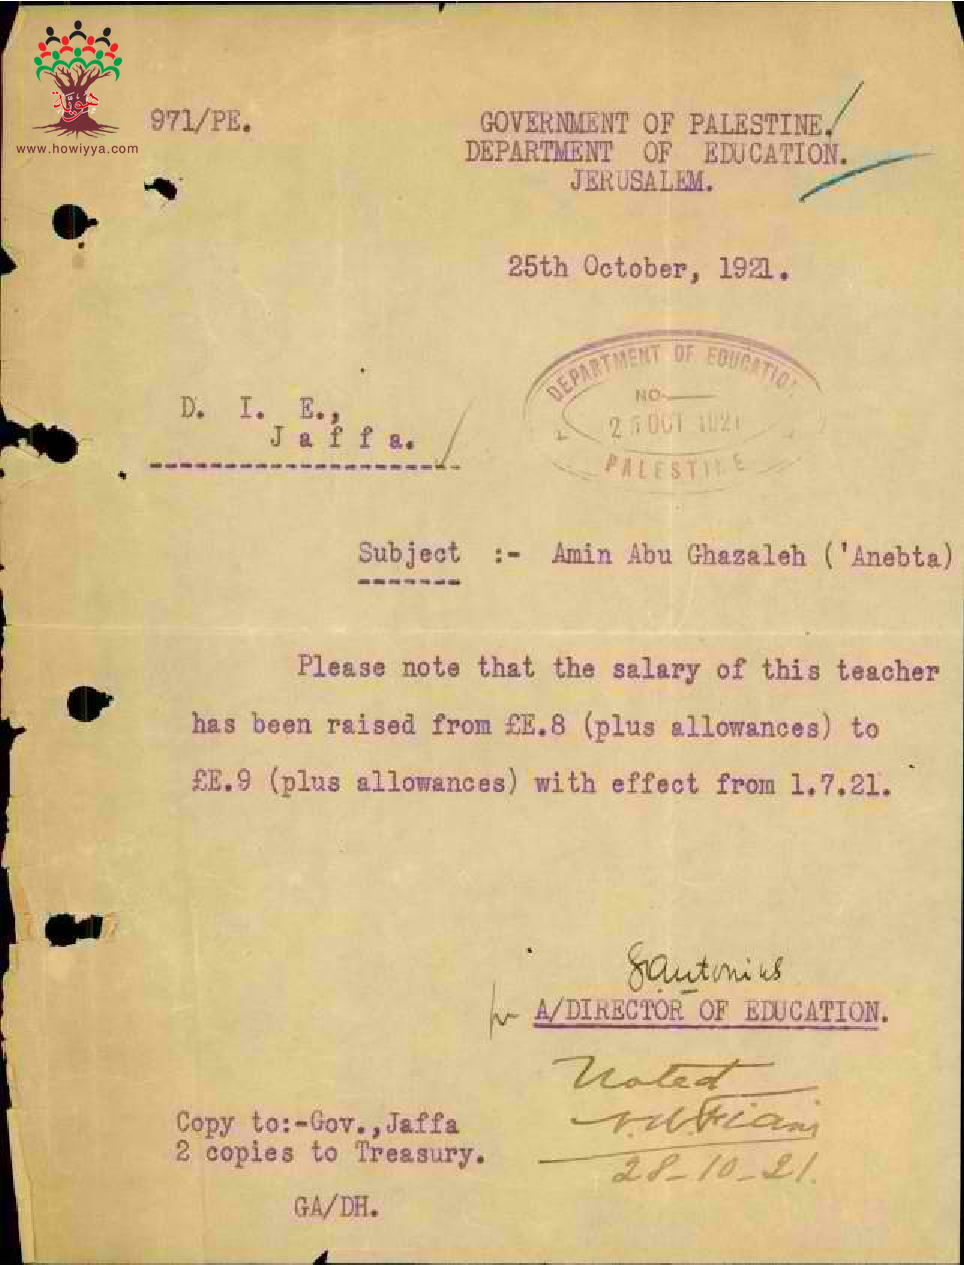 هوية
www.howiyya.com
971/PE.
GOVERNMENT OF PALESTINE.
DEPARTMENT OF EDUCATION.
JERUSALEM.
25th October, 1921.
DEPARTMENT OF EDUCATION
NO
OCT 1921
PALESTINE
D. I. E.,
Jaffa.
Subject :- Amin Abu Ghazaleh ('Anebta)
Please note that the salary of this teacher
has been raised from £E.8 (plus allowances) to
£E.9 (plus allowances) with effect from 1.7.21.
Antonius
for A/DIRECTOR OF EDUCATION.
Noted
28-10-21.
Copy to:-Gov.,Jaffa
2 copies to Treasury.
GA/DH.